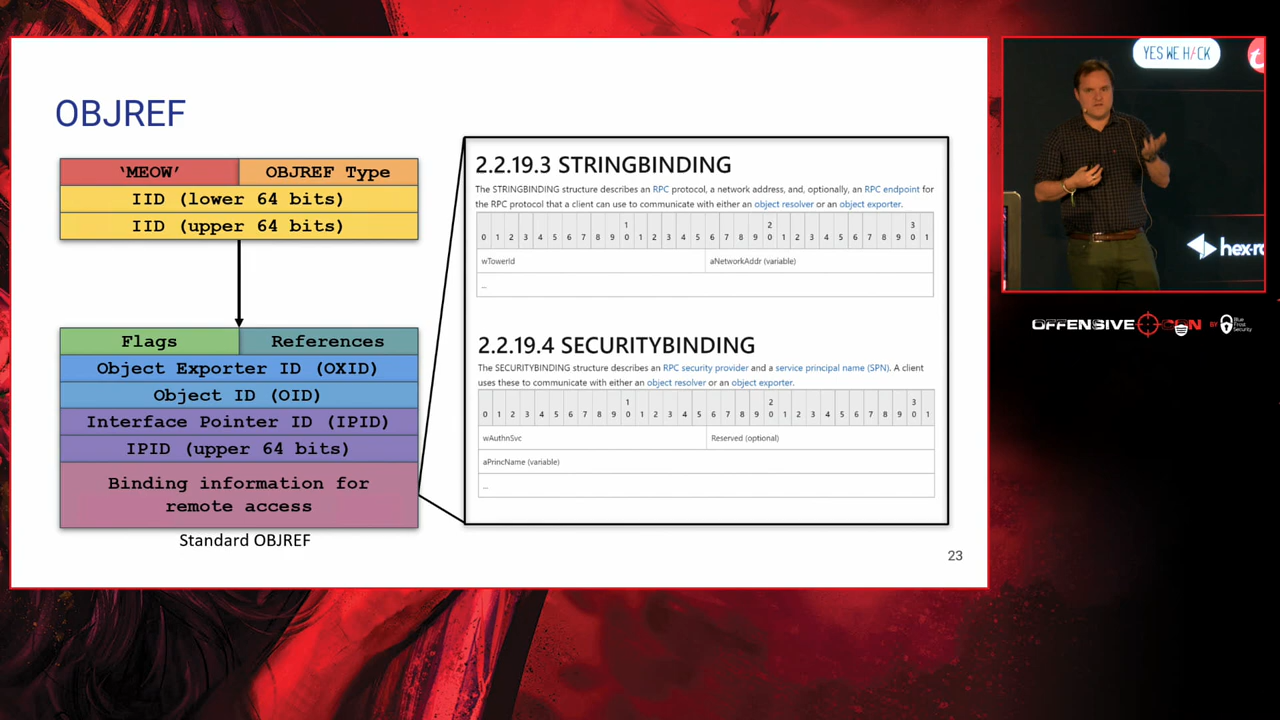 OBJREF
'MEOW'
OBJREF Type
IID (lower 64 bits)
IID (upper 64 bits)
Flags
References
Object Exporter ID (OXID)
Object ID (OID)
Interface Pointer ID (IPID)
IPID (upper 64 bits)
Binding information for
remote access
Standard OBJREF
2.2.19.3 STRINGBINDING
The STRINGBINDING structure describes an RPC protocol, a network address, and, optionally, an RPC endpoint for
the RPC protocol that a client can use to communicate with either an object resolver or an object exporter.
1 2 3
0 1 2 3 4 5 6 7 8 9 0 1 2 3 4 5 6 7 8 9 0 1 2 3 4 5 6 7 8 9 0 1
wTowerId
aNetworkAddr (variable)
...
2.2.19.4 SECURITYBINDING
The SECURITYBINDING structure describes an RPC security provider and a service principal name (SPN). A client
uses these to communicate with either an object resolver or an object exporter.
1 2 3
0 1 2 3 4 5 6 7 8 9 0 1 2 3 4 5 6 7 8 9 0 1 2 3 4 5 6 7 8 9 0 1
wAuthnSvc
Reserved (optional)
aPrincName (variable)
...
23
YES WE H/CK
hex-r
OFFENSIVE CON
BY Blue
Frost
Security